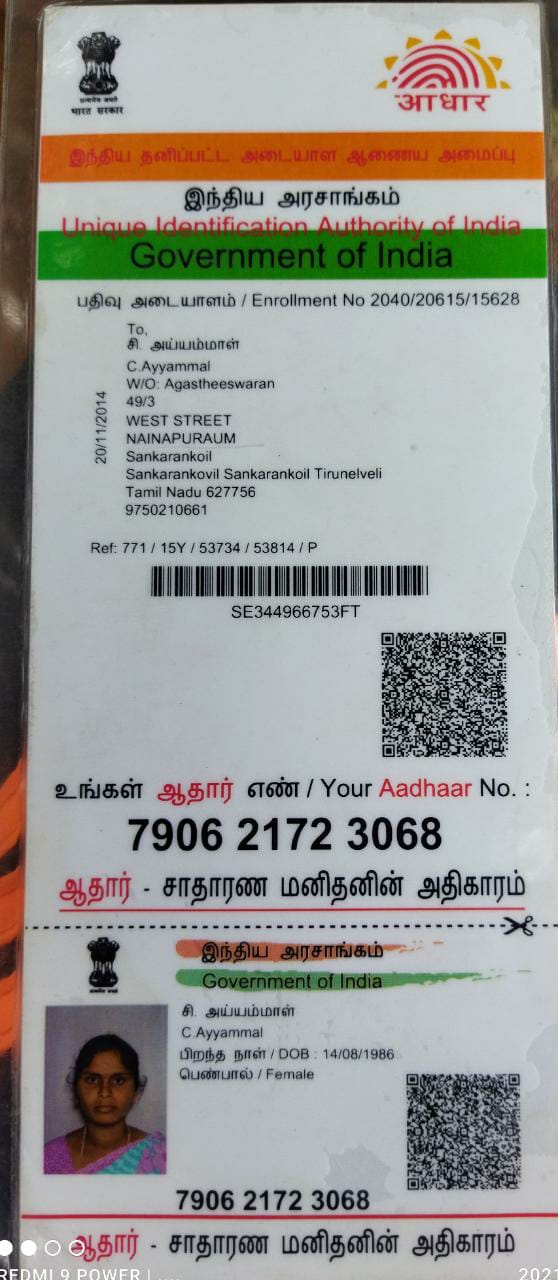 सत्यमेव जयते
भारत सरकार
आधार
இந்திய தனிப்பட்ட அடையாள ஆணைய அமைப்பு
இந்திய அரசாங்கம்
Unique Identification Authority of India
Government of India
பதிவு அடையாளம் / Enrollment No 2040/20615/15628
20/11/2014
To,
சி. அய்யம்மாள்
C.Ayyammal
W/O: Agastheeswaran
49/3
WEST STREET
NAINAPURAUM
Sankarankoil
Sankarankovil Sankarankoil Tirunelveli
Tamil Nadu 627756
9750210661
Ref: 771 / 15Y / 53734 / 53814 / P
SE344966753FT
உங்கள் ஆதார் எண் / Your Aadhaar No. :
7906 2172 3068
ஆதார் - சாதாரண மனிதனின் அதிகாரம்
இந்திய அரசாங்கம்
Government of India
சி. அய்யம்மாள்
C.Ayyammal
பிறந்த நாள் / DOB : 14/08/1986
பெண்பால் / Female
7906 2172 3068
ஆதார் - சாதாரண மனிதனின் அதிகாரம்
REDMI 9 POWER